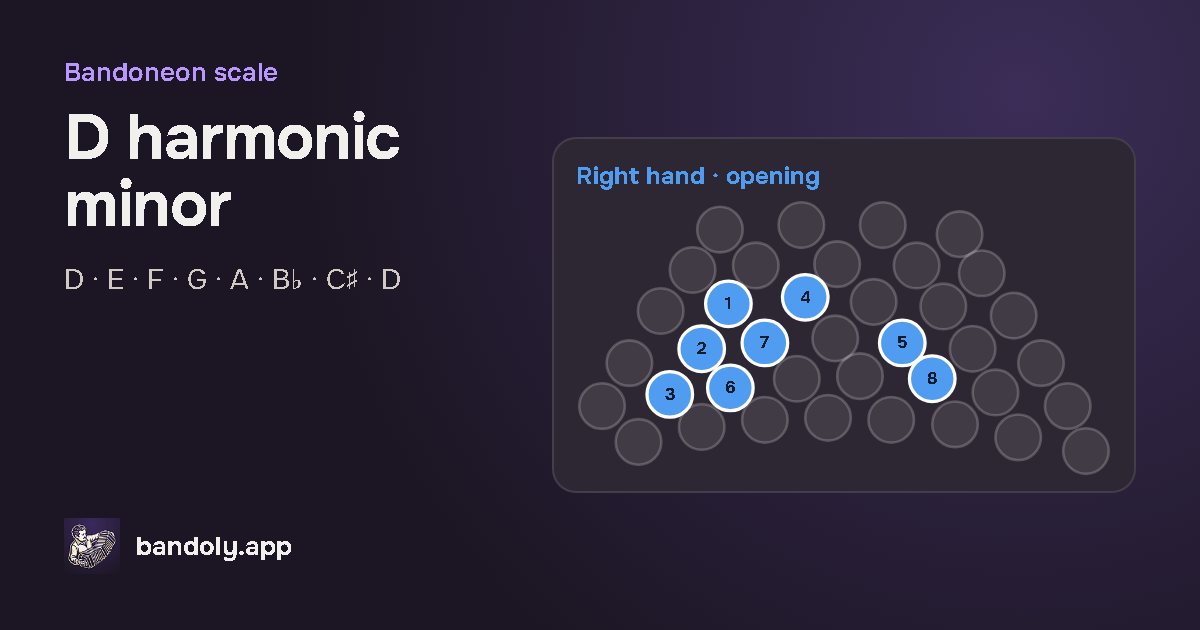 Bandoneon scale
D harmonic
minor
D · E · F · G · A · B♭ · C♯ · D
Right hand · opening
1
4
2
7
5
3
6
8
bandoly.app